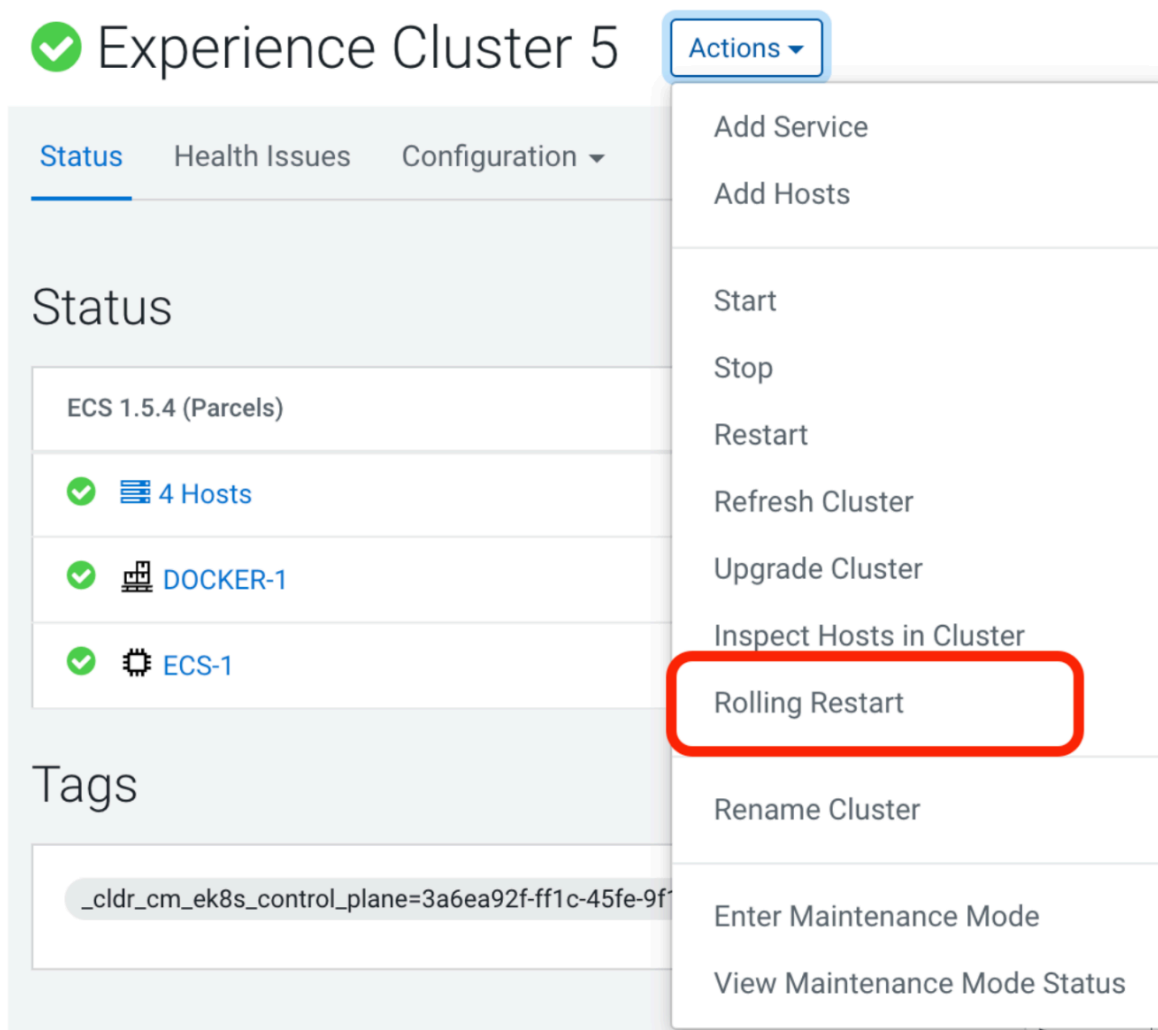 Experience Cluster 5
Actions
Status Health Issues Configuration
Status
ECS 1.5.4 (Parcels)
4 Hosts
DOCKER-1
ECS-1
Tags
_cldr_cm_ek8s_control_plane=3a6ea92f-ff1c-45fe-9f1
Add Service
Add Hosts
Start
Stop
Restart
Refresh Cluster
Upgrade Cluster
Inspect Hosts in Cluster
Rolling Restart
Rename Cluster
Enter Maintenance Mode
View Maintenance Mode Status